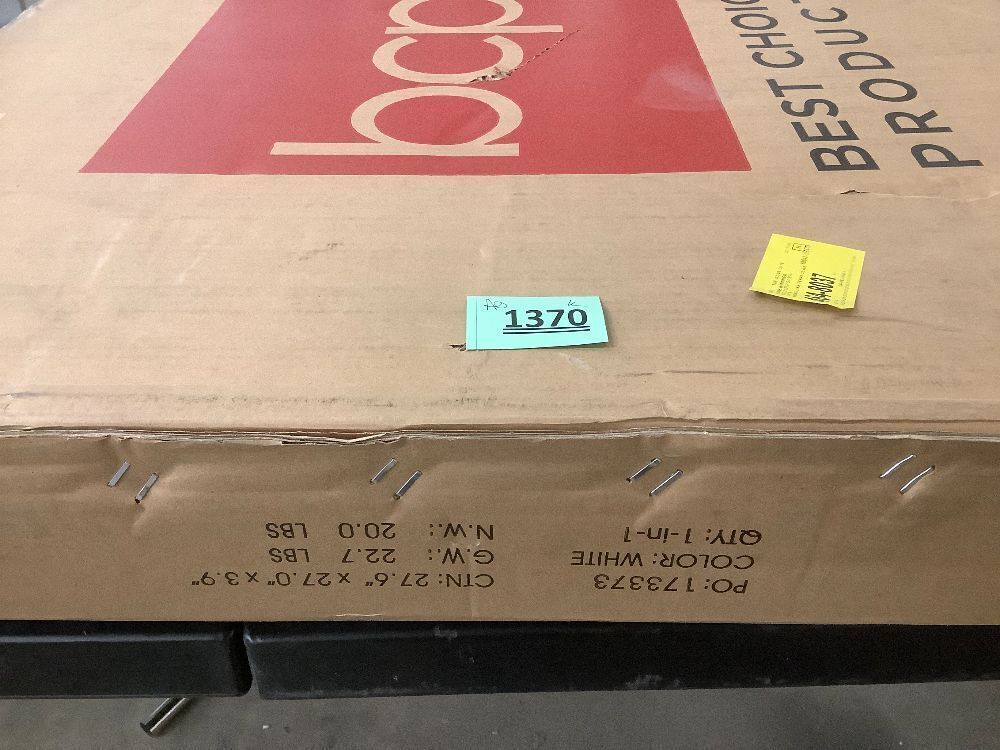 bcp
BEST CHOIC
PRODUC
1370
PO: 173373
COLOR: WHITE
QTY: 1-in-1
CTN: 27.6" x 27.0" x 3.9"
G.W.: 22.7 LBS
N.W.: 20.0 LBS